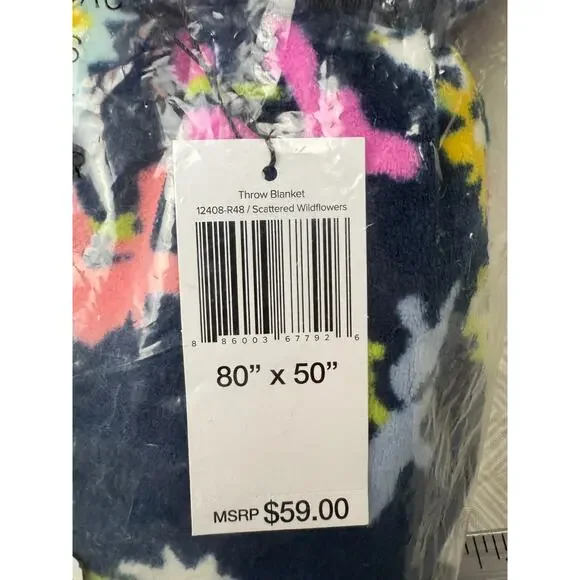 Throw Blanket
12408-R48 / Scattered Wildflowers
8 86003 67792 6
80” x 50”
MSRP $59.00